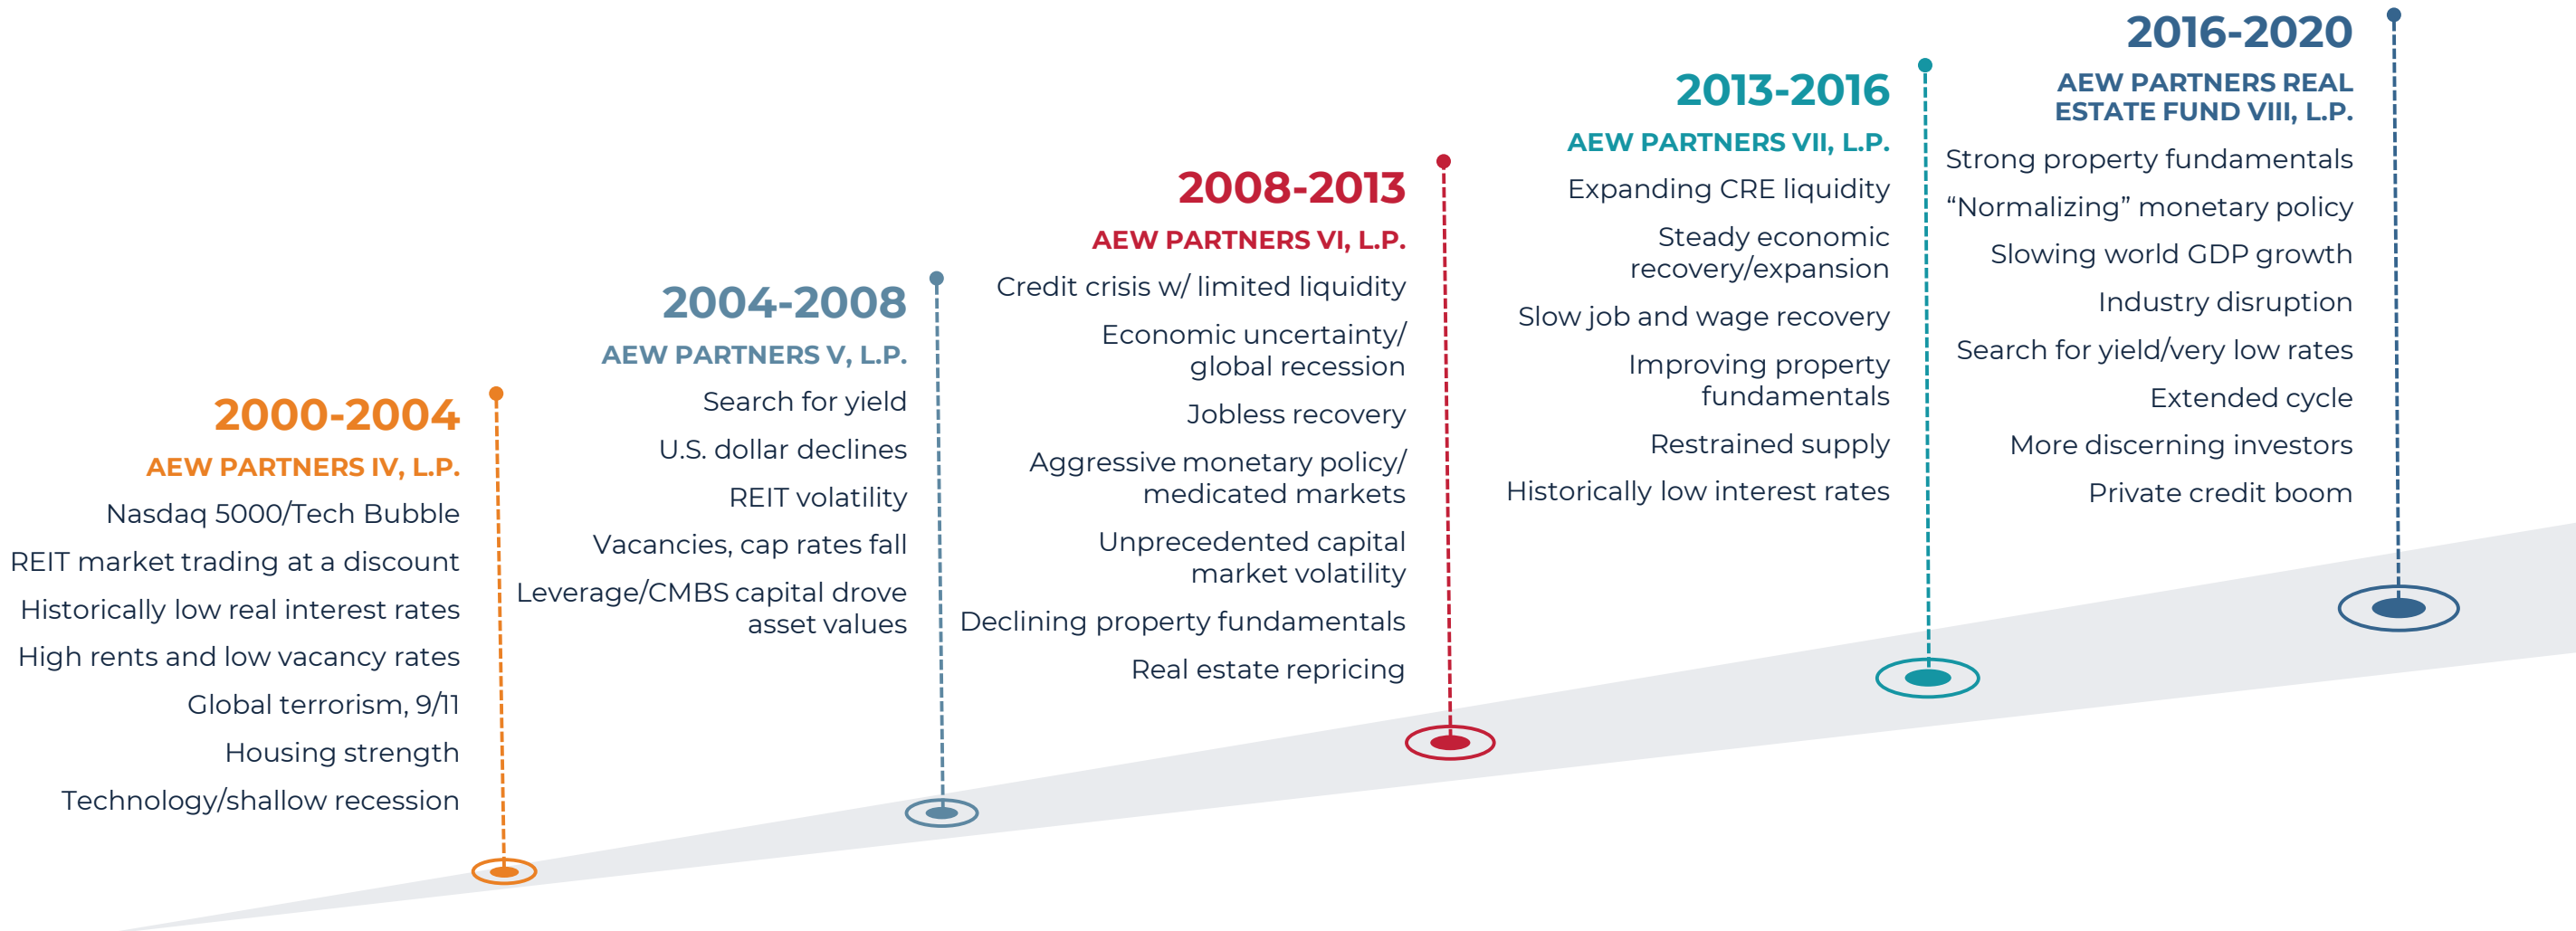 2000-2004
AEW PARTNERS IV, L.P.
Nasdaq 5000/Tech Bubble
REIT market trading at a discount
Historically low real interest rates
High rents and low vacancy rates
Global terrorism, 9/11
Housing strength
Technology/shallow recession
2004-2008
AEW PARTNERS V, L.P.
Search for yield
U.S. dollar declines
REIT volatility
Vacancies, cap rates fall
Leverage/CMBS capital drove
asset values
2008-2013
AEW PARTNERS VI, L.P.
Credit crisis w/ limited liquidity
Economic uncertainty/
global recession
Jobless recovery
Aggressive monetary policy/
medicated markets
Unprecedented capital
market volatility
Declining property fundamentals
Real estate repricing
2013-2016
AEW PARTNERS VII, L.P.
Expanding CRE liquidity
Steady economic
recovery/expansion
Slow job and wage recovery
Improving property
fundamentals
Restrained supply
Historically low interest rates
2016-2020
AEW PARTNERS REAL
ESTATE FUND VIII, L.P.
Strong property fundamentals
“Normalizing” monetary policy
Slowing world GDP growth
Industry disruption
Search for yield/very low rates
Extended cycle
More discerning investors
Private credit boom